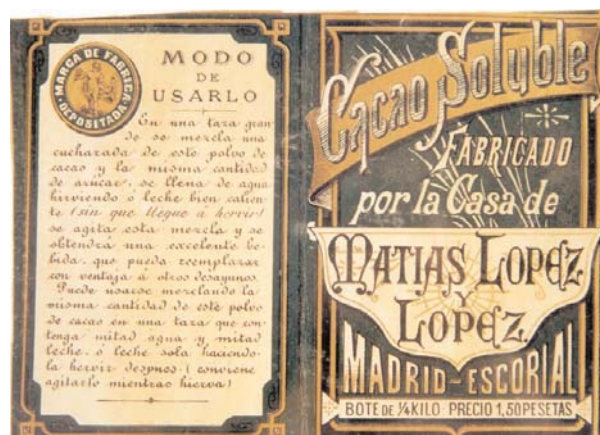 MARCA DE FABRICA
DEPOSITADA
MODO
DE
USARLO
En una taza gran
de se mezcla una
cucharada de este polvo de
cacao y la misma cantidad
de azúcar, se llena de agua
hirviendo ó leche bien calien-
te (sin que llegue á hervir)
se agita esta mezcla y se
obtendrá una excelente be-
bida, que pueda reemplazar
con ventaja á otros desayunos.
Puede usarse mezclando la
misma cantidad de este polvo
de cacao en una taza que con-
tenga mitad agua y mitad
leche, ó leche sola haciendo-
la hervir despues (conviene
agitarlo mientras hierva)
Cacao Soluble
FABRICADO
por la Casa de
MATIAS LOPEZ
Y
LOPEZ
MADRID-ESCORIAL
BOTE DE 1/4 KILO PRECIO 1,50 PESETAS